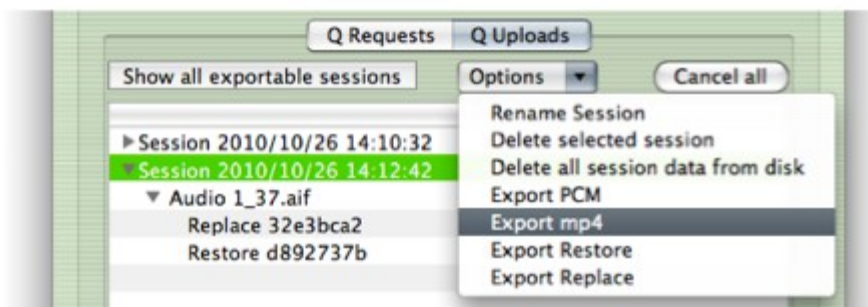 Q Requests Q Uploads
Show all exportable sessions Options Cancel all
Rename Session
Delete selected session
Session 2010/10/26 14:10:32
Session 2010/10/26 14:12:42 Delete all session data from disk
Audio 1_37.aif Export PCM
Replace 32e3bca2 Export mp4
Restore d892737b Export Restore
Export Replace